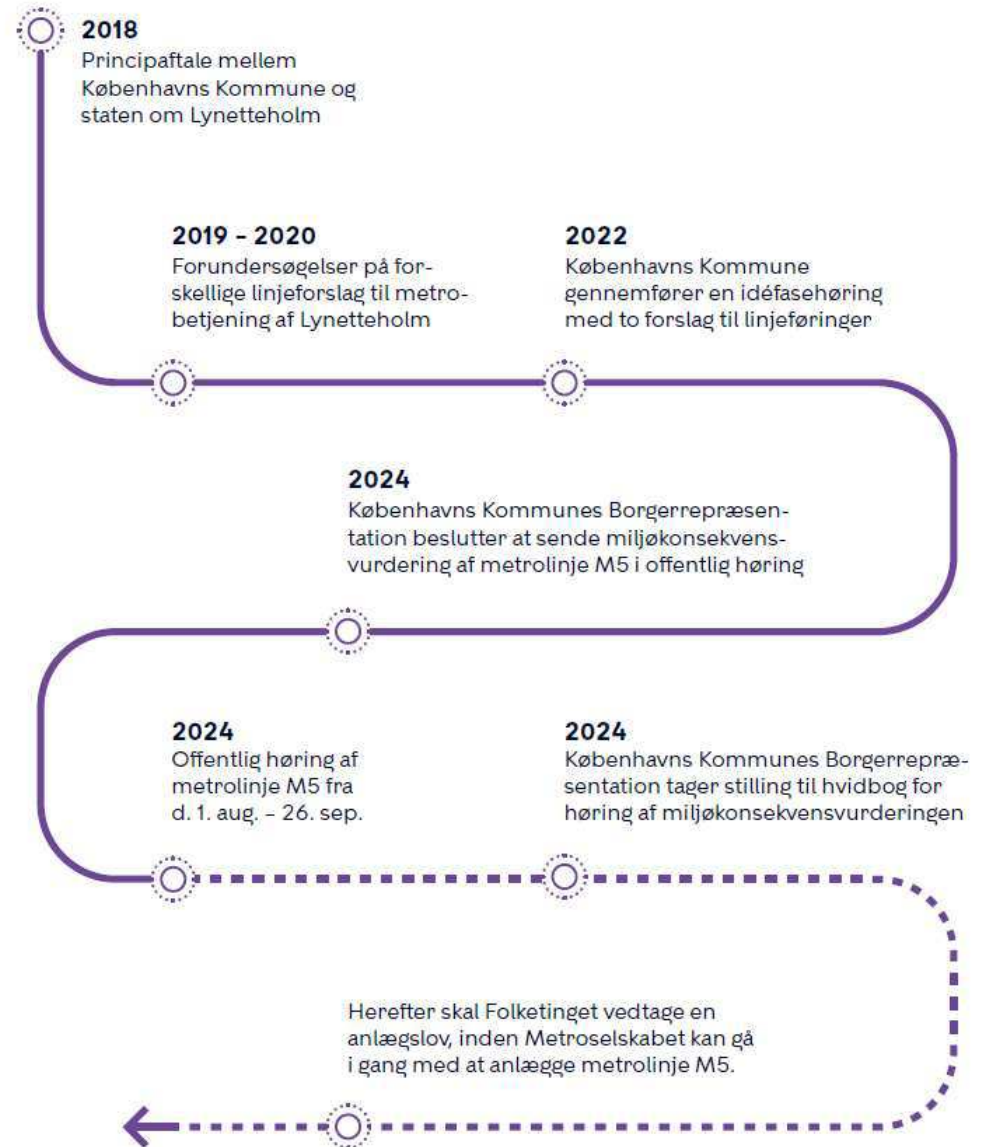 2018
Principaftale mellem
Københavns Kommune og
staten om Lynetteholm
2019 – 2020
Forundersøgelser på for-
skellige linjeforslag til metro-
betjening af Lynetteholm
2022
Københavns Kommune
gennemfører en idéfasehøring
med to forslag til linjeføringer
2024
Københavns Kommunes Borgerrepræsen-
tation beslutter at sende miljøkonsekvens-
vurdering af metrolinje M5 i offentlig høring
2024
Offentlig høring af
metrolinje M5 fra
d. 1. aug. – 26. sep.
2024
Københavns Kommunes Borgerrepræ-
sentation tager stilling til hvidbog for
høring af miljøkonsekvensvurderingen
Herefter skal Folketinget vedtage en
anlægslov, inden Metroselskabet kan gå
i gang med at anlægge metrolinje M5.